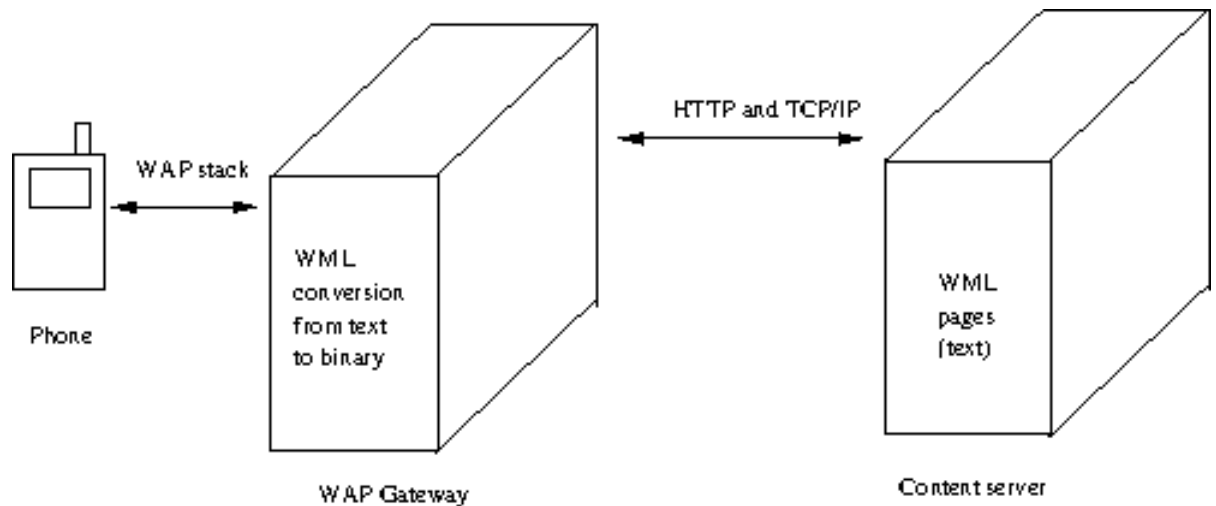 HTTP and TCP/IP
WAP stack
WML
conversion
from text
to binary
WML
pages
(text)
Phone
WAP Gateway
Content server